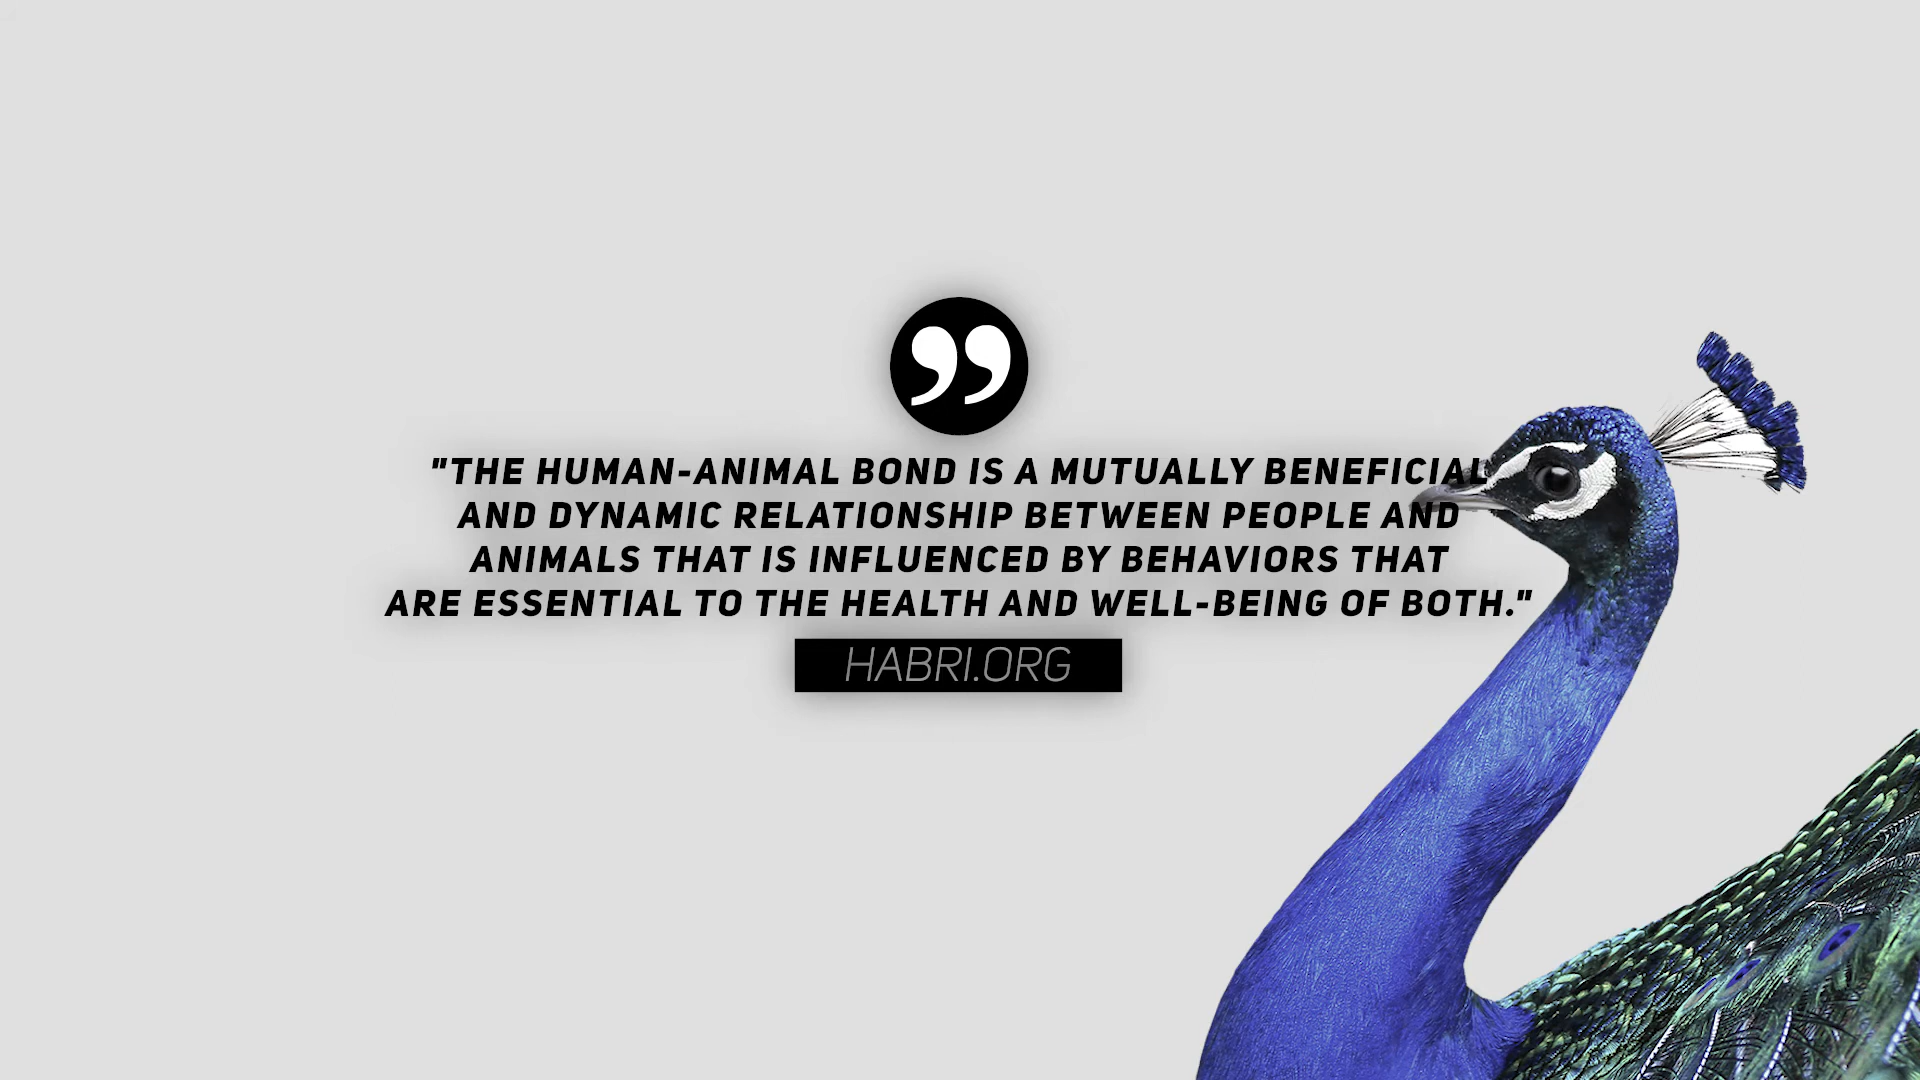 "THE HUMAN-ANIMAL BOND IS A MUTUALLY BENEFICIAL
AND DYNAMIC RELATIONSHIP BETWEEN PEOPLE AND
ANIMALS THAT IS INFLUENCED BY BEHAVIORS THAT
ARE ESSENTIAL TO THE HEALTH AND WELL-BEING OF BOTH."
HABRI.ORG